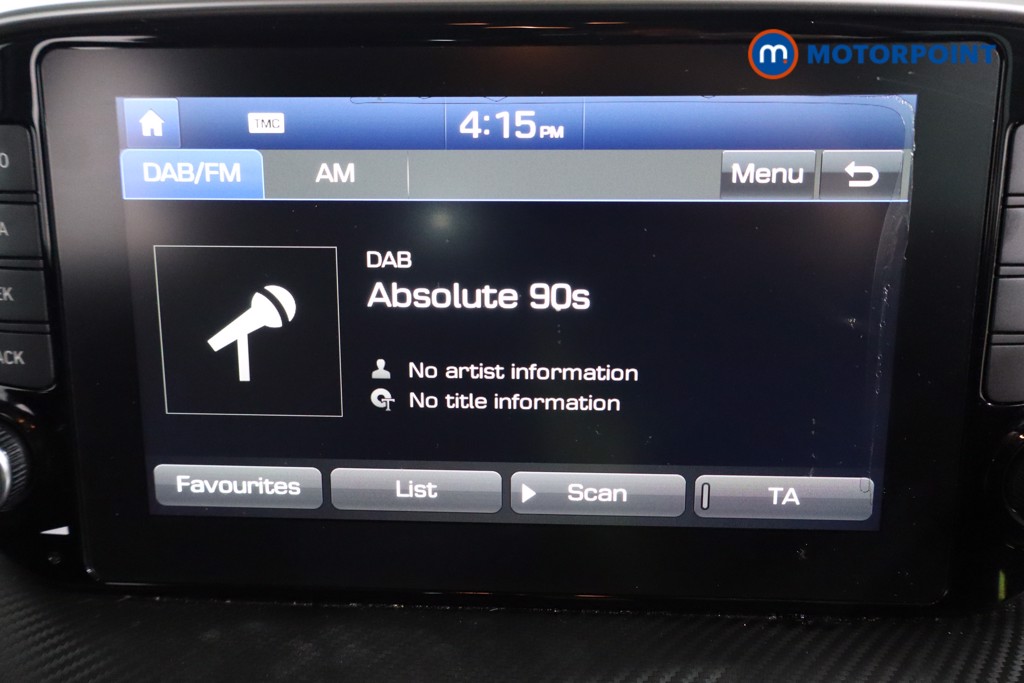 m. MOTORPOINT
TMC
4:15 PM
DAB/FM AM Menu
DAB
Absolute 90s
No artist information
No title information
Favourites List Scan TA